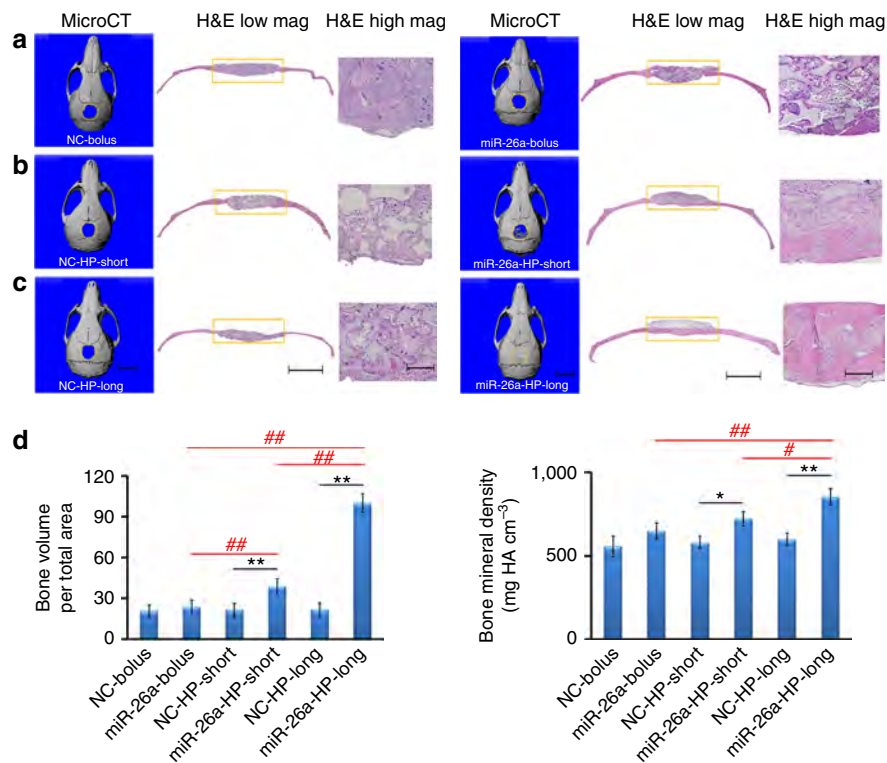 MicroCT H&E low mag H&E high mag MicroCT H&E low mag H&E high mag
a
NC-bolus miR-26a-bolus
b
NC-HP-short miR-26a-HP-short
c
NC-HP-long miR-26a-HP-long
d
##
##
**
##
**
120
90
60
30
0
Bone volume
per total area
NC-bolus
miR-26a-bolus
NC-HP-short
miR-26a-HP-short
NC-HP-long
miR-26a-HP-long
##
#
**
*
1,000
500
0
Bone mineral density
(mg HA cm⁻³)
NC-bolus
miR-26a-bolus
NC-HP-short
miR-26a-HP-short
NC-HP-long
miR-26a-HP-long